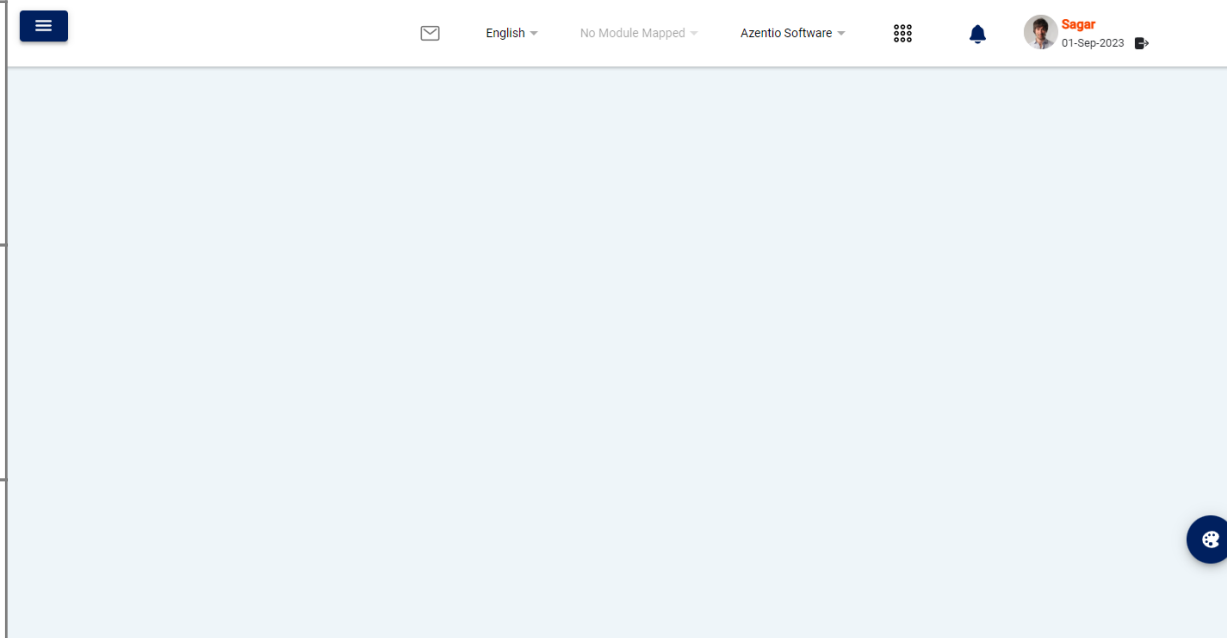 English
No Module Mapped
Azentio Software
Sagar
01-Sep-2023